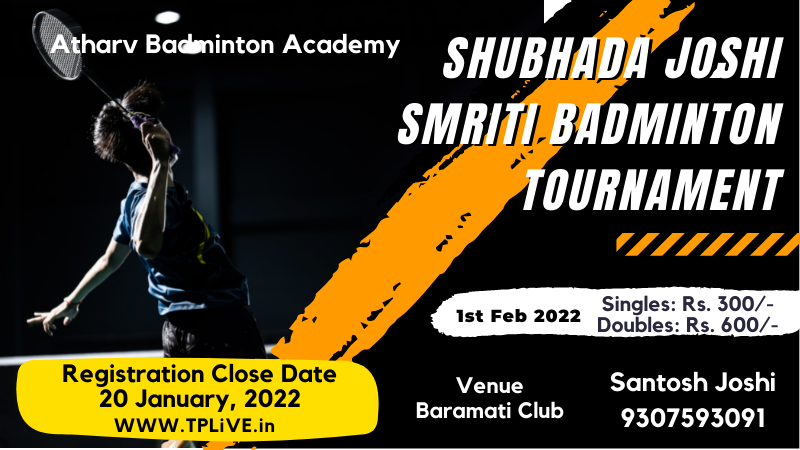 Atharv Badminton Academy
SHUBHADA JOSHI
SMRITI BADMINTON
TOURNAMENT
1st Feb 2022
Singles: Rs. 300/-
Doubles: Rs. 600/-
Registration Close Date
20 January, 2022
WWW.TPLiVE.in
Venue
Baramati Club
Santosh Joshi
9307593091